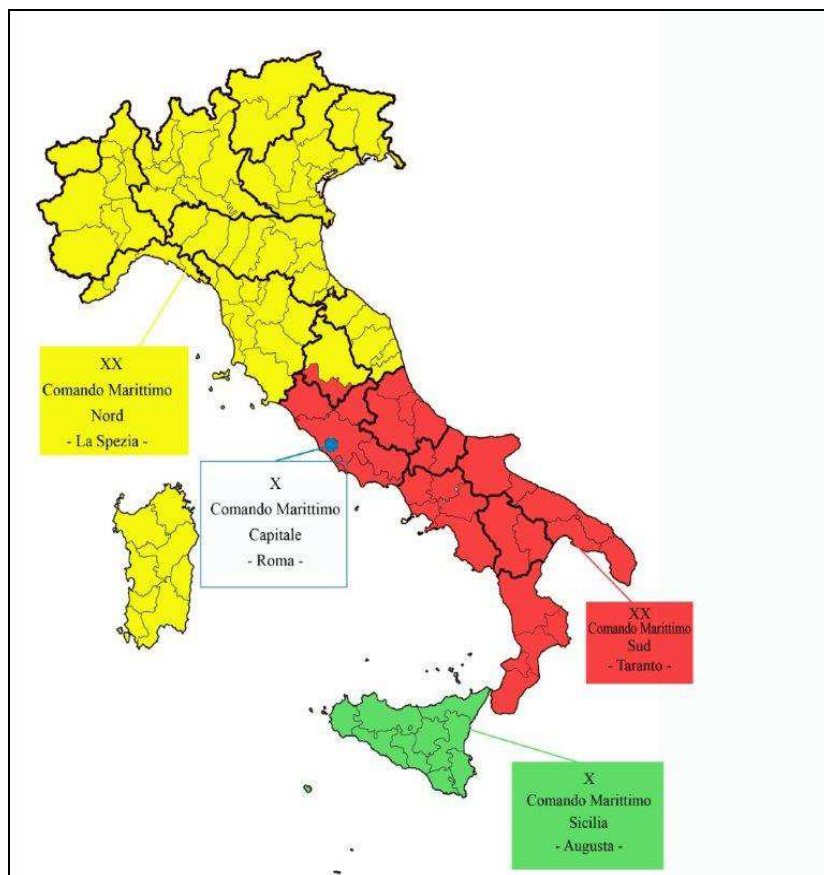 XX
Comando Marittimo
Nord
- La Spezia -
X
Comando Marittimo
Capitale
- Roma -
XX
Comando Marittimo
Sud
- Taranto -
X
Comando Marittimo
Sicilia
- Augusta -